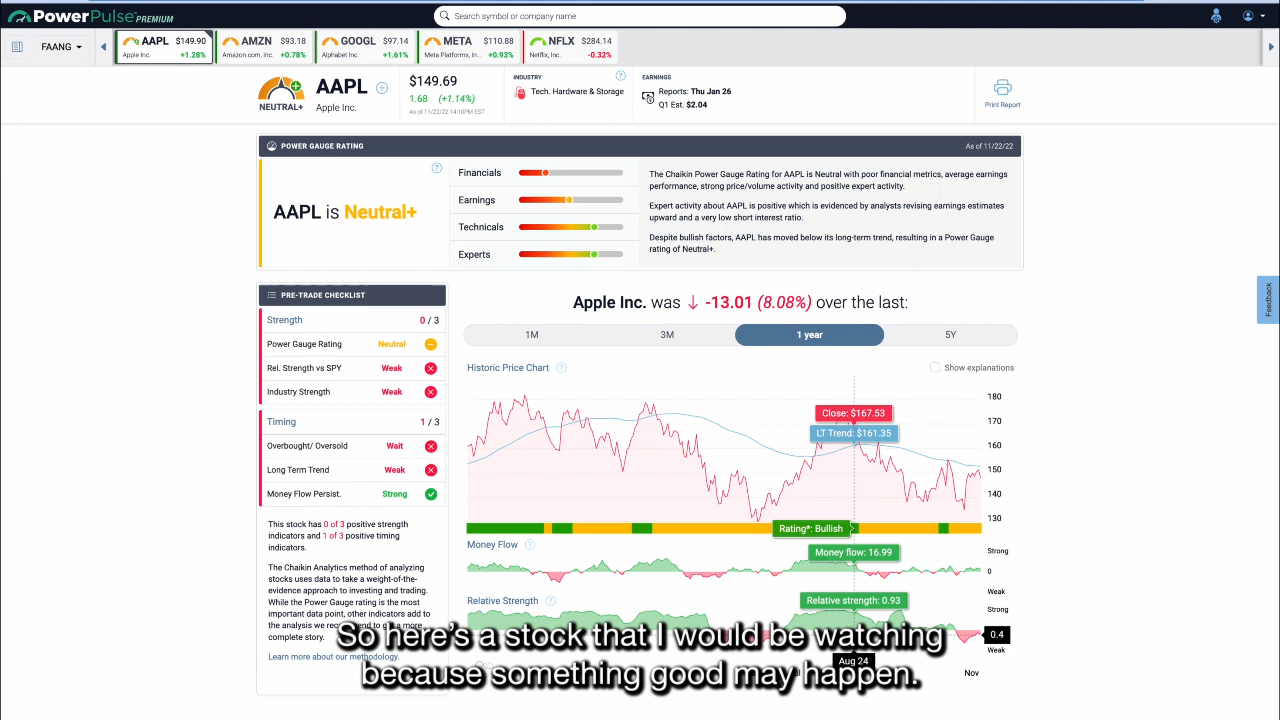 PowerPulse PREMIUM
Search symbol or company name
FAANG
AAPL $149.90
Apple Inc. +1.28%
AMZN $93.18
Amazon.com, Inc. +0.78%
GOOGL $97.14
Alphabet Inc. +1.61%
META $110.88
Meta Platforms, In... +0.93%
NFLX $284.14
Netflix, Inc. -0.32%
NEUTRAL+
AAPL
Apple Inc.
$149.69
1.68 (+1.14%)
As of 11/22/22 14:10PM EST
INDUSTRY
Tech. Hardware & Storage
EARNINGS
Reports: Thu Jan 26
Q1 Est. $2.04
Print Report
POWER GAUGE RATING
As of 11/22/22
AAPL is Neutral+
Financials
Earnings
Technicals
Experts
The Chaikin Power Gauge Rating for AAPL is Neutral with poor financial metrics, average earnings
performance, strong price/volume activity and positive expert activity.
Expert activity about AAPL is positive which is evidenced by analysts revising earnings estimates
upward and a very low short interest ratio.
Despite bullish factors, AAPL has moved below its long-term trend, resulting in a Power Gauge
rating of Neutral+.
Feedback
PRE-TRADE CHECKLIST
Strength 0 / 3
Power Gauge Rating Neutral
Rel. Strength vs SPY Weak
Industry Strength Weak
Timing 1 / 3
Overbought/ Oversold Wait
Long Term Trend Weak
Money Flow Persist. Strong
This stock has 0 of 3 positive strength
indicators and 1 of 3 positive timing
indicators.
The Chaikin Analytics method of analyzing
stocks uses data to take a weight-of-the-
evidence approach to investing and trading.
While the Power Gauge rating is the most
important data point, other indicators add to
the analysis we
complete story.
Learn more about our methodology.
Apple Inc. was ↓ -13.01 (8.08%) over the last:
1M
3M
1 year
5Y
Historic Price Chart
Show explanations
180
170
160
150
140
130
Close: $167.53
LT Trend: $161.35
Rating*: Bullish
Money Flow
Money flow: 16.99
Strong
0
Weak
Relative Strength
Relative strength: 0.93
Strong
0.4
Weak
Aug 24
Nov
So here's a stock that I would be watching
because something good may happen.